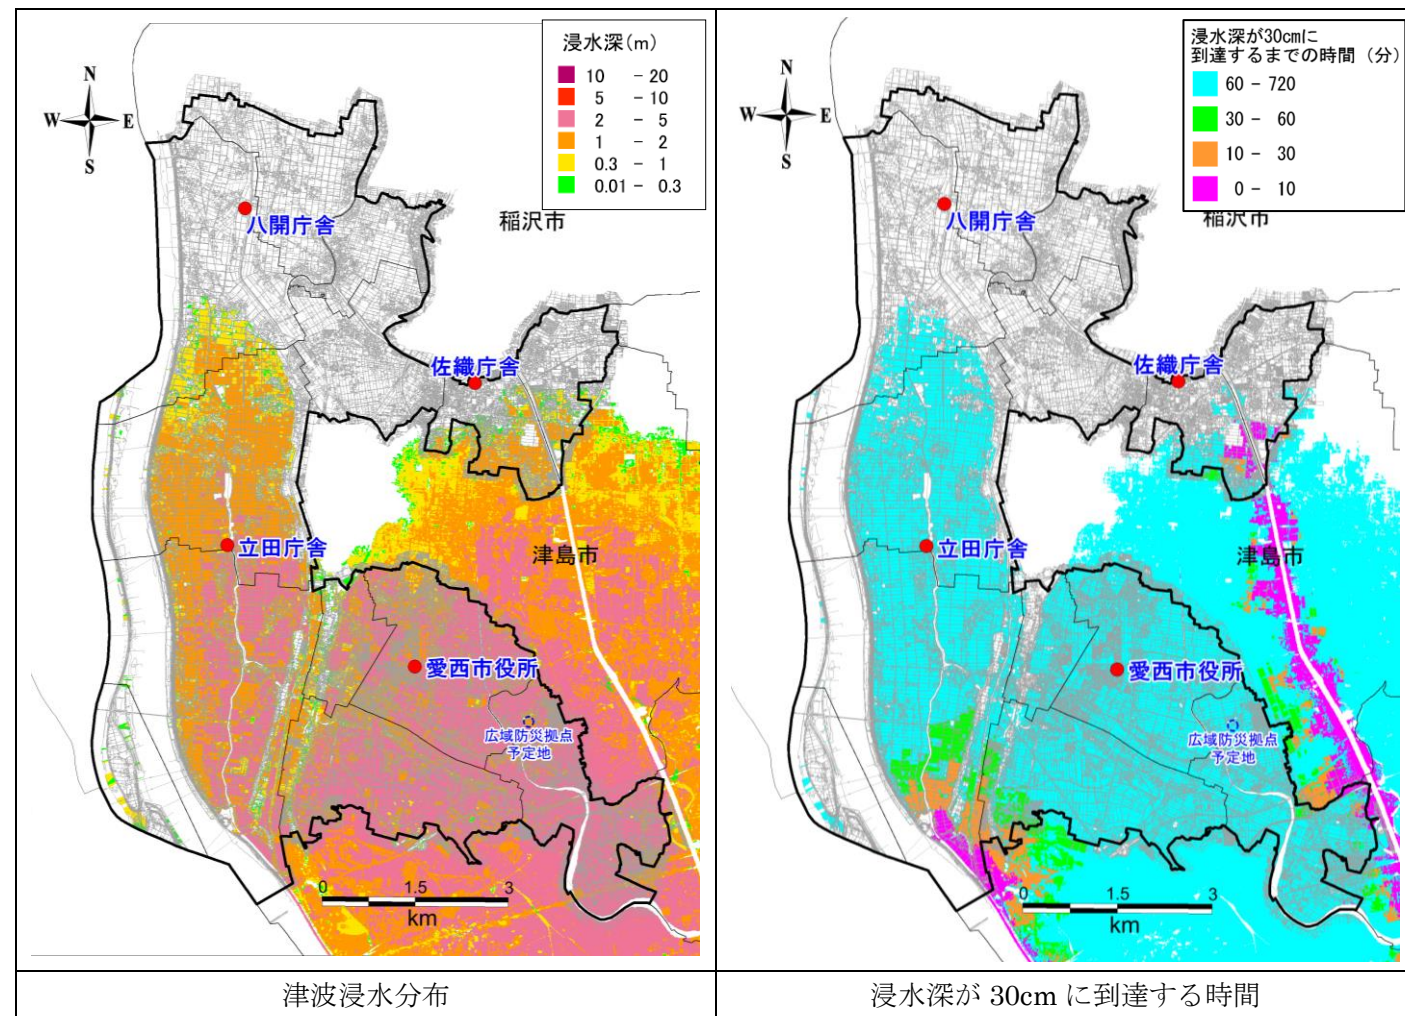 浸水深(m)
10 - 20
5 - 10
2 - 5
1 - 2
0.3 - 1
0.01 - 0.3
N
W E
S
稲沢市
八開庁舎
佐織庁舎
立田庁舎
津島市
愛西市役所
広域防災拠点
予定地
0 1.5 3
km
津波浸水分布
浸水深が30cmに
到達するまでの時間 (分)
60 - 720
30 - 60
10 - 30
0 - 10
N
W E
S
稲沢市
八開庁舎
佐織庁舎
立田庁舎
津島市
愛西市役所
広域防災拠点
予定地
0 1.5 3
km
浸水深が 30cm に到達する時間